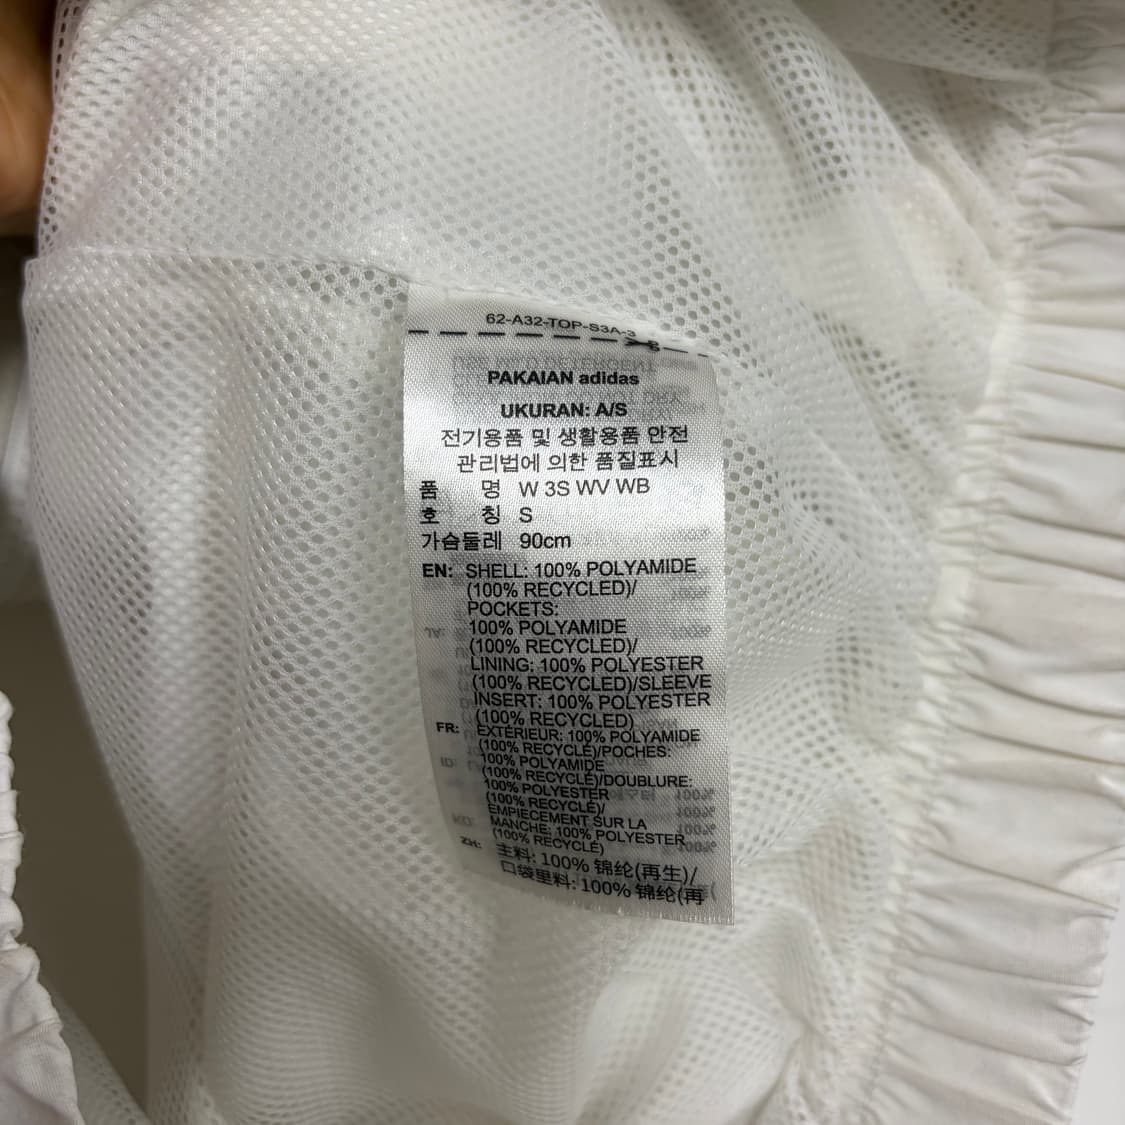 62-A32-TOP-S3A-3
PAKAIAN adidas
UKURAN: A/S
전기용품 및 생활용품 안전
관리법에 의한 품질표시
품 명 W 3S WV WB
호 칭 S
가슴둘레 90cm
EN: SHELL: 100% POLYAMIDE
(100% RECYCLED)/
POCKETS:
100% POLYAMIDE
(100% RECYCLED)/
LINING: 100% POLYESTER
(100% RECYCLED)/SLEEVE
INSERT: 100% POLYESTER
(100% RECYCLED)
FR: EXTÉRIEUR: 100% POLYAMIDE
(100% RECYCLÉ)/POCHES:
100% POLYAMIDE
(100% RECYCLÉ)/DOUBLURE:
100% POLYESTER
(100% RECYCLÉ)/
EMPIECEMENT SUR LA
MANCHE: 100% POLYESTER
(100% RECYCLÉ)
ZH: 主料: 100% 锦纶(再生)/
口袋里料: 100% 锦纶(再